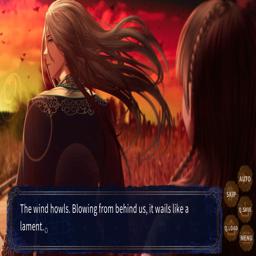 The wind howls. Blowing from behind us, it wails like a
lament.
AUTO
SKIP
Q.SAVE
Q.LOAD
MENU